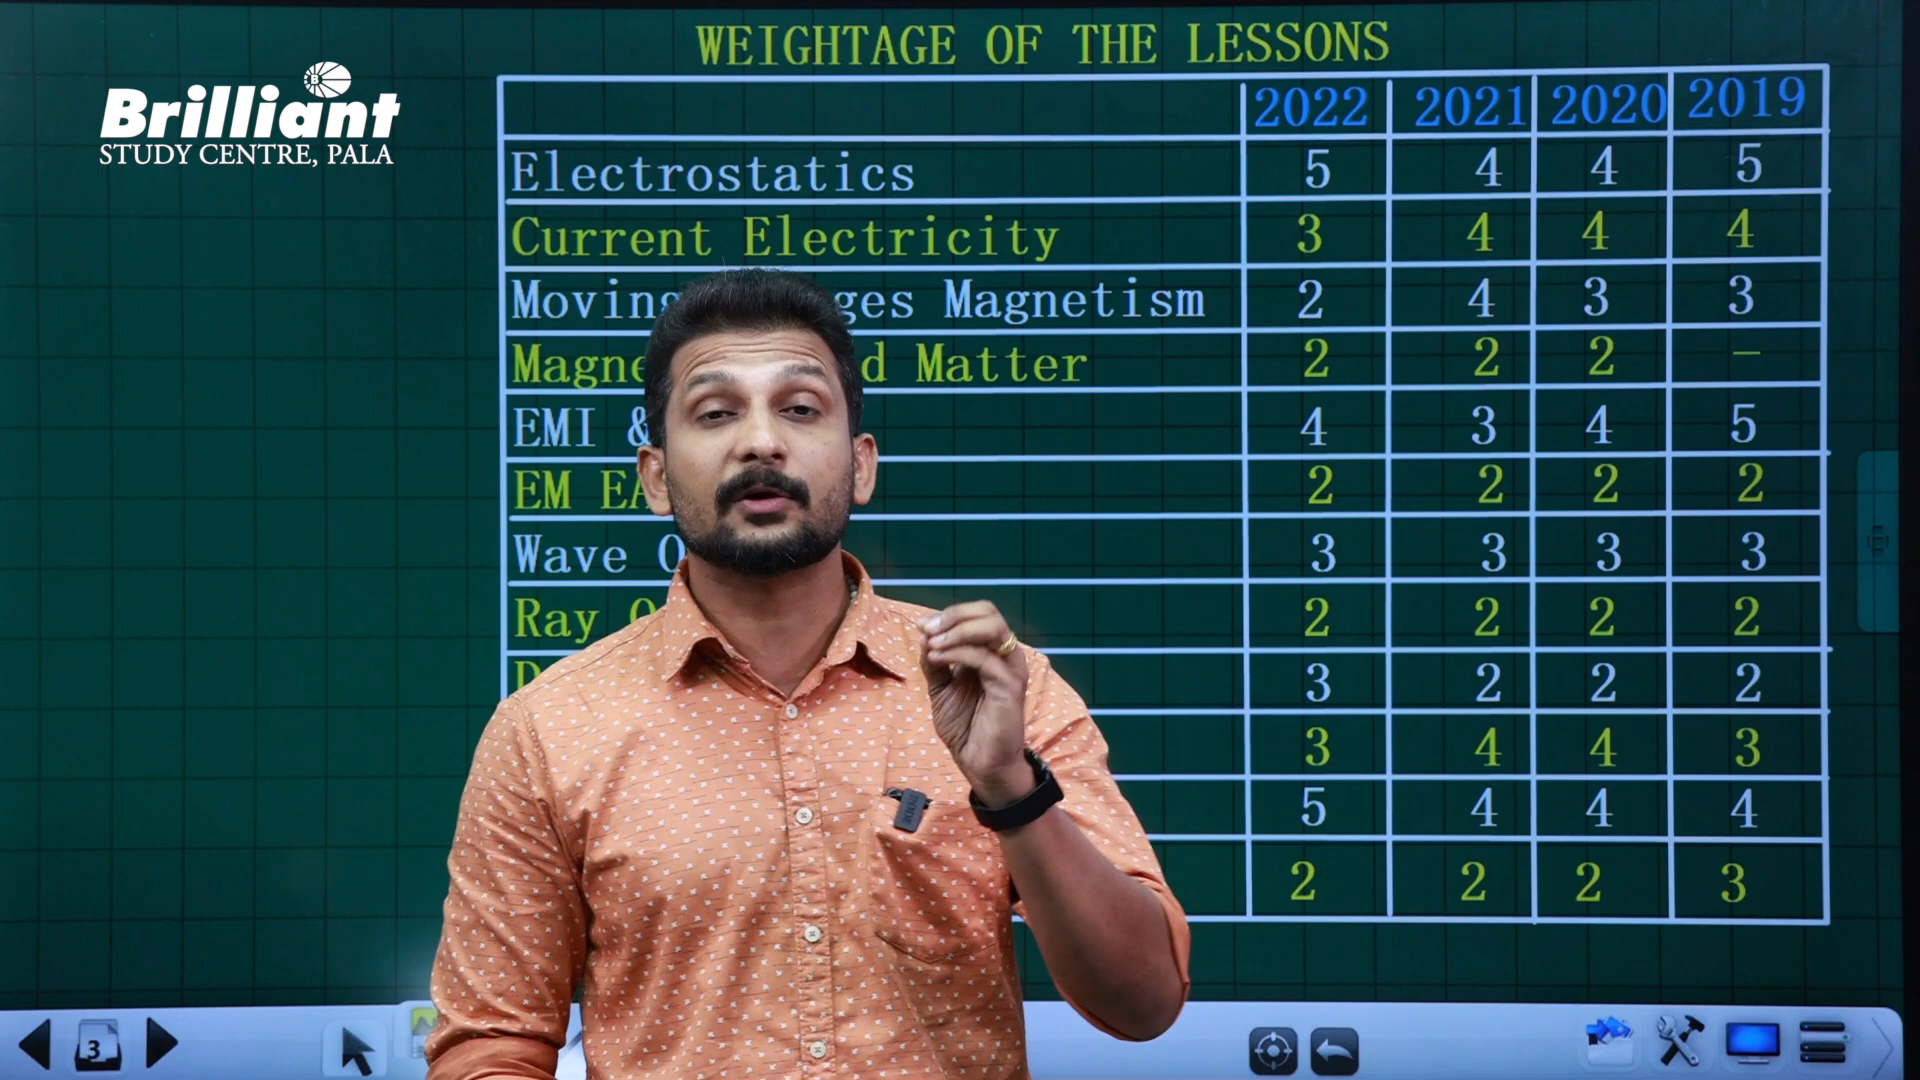 Brilliant
STUDY CENTRE, PALA
WEIGHTAGE OF THE LESSONS
2022 2021 2020 2019
Electrostatics 5 4 4 5
Current Electricity 3 4 4 4
Magnetism 2 4 3 3
Matter 2 2 2 –
EMI & 4 3 4 5
EM 2 2 2 2
Wave 3 3 3 3
Ray 2 2 2 2
3 2 2 2
3 4 4 3
5 4 4 4
2 2 2 3
3